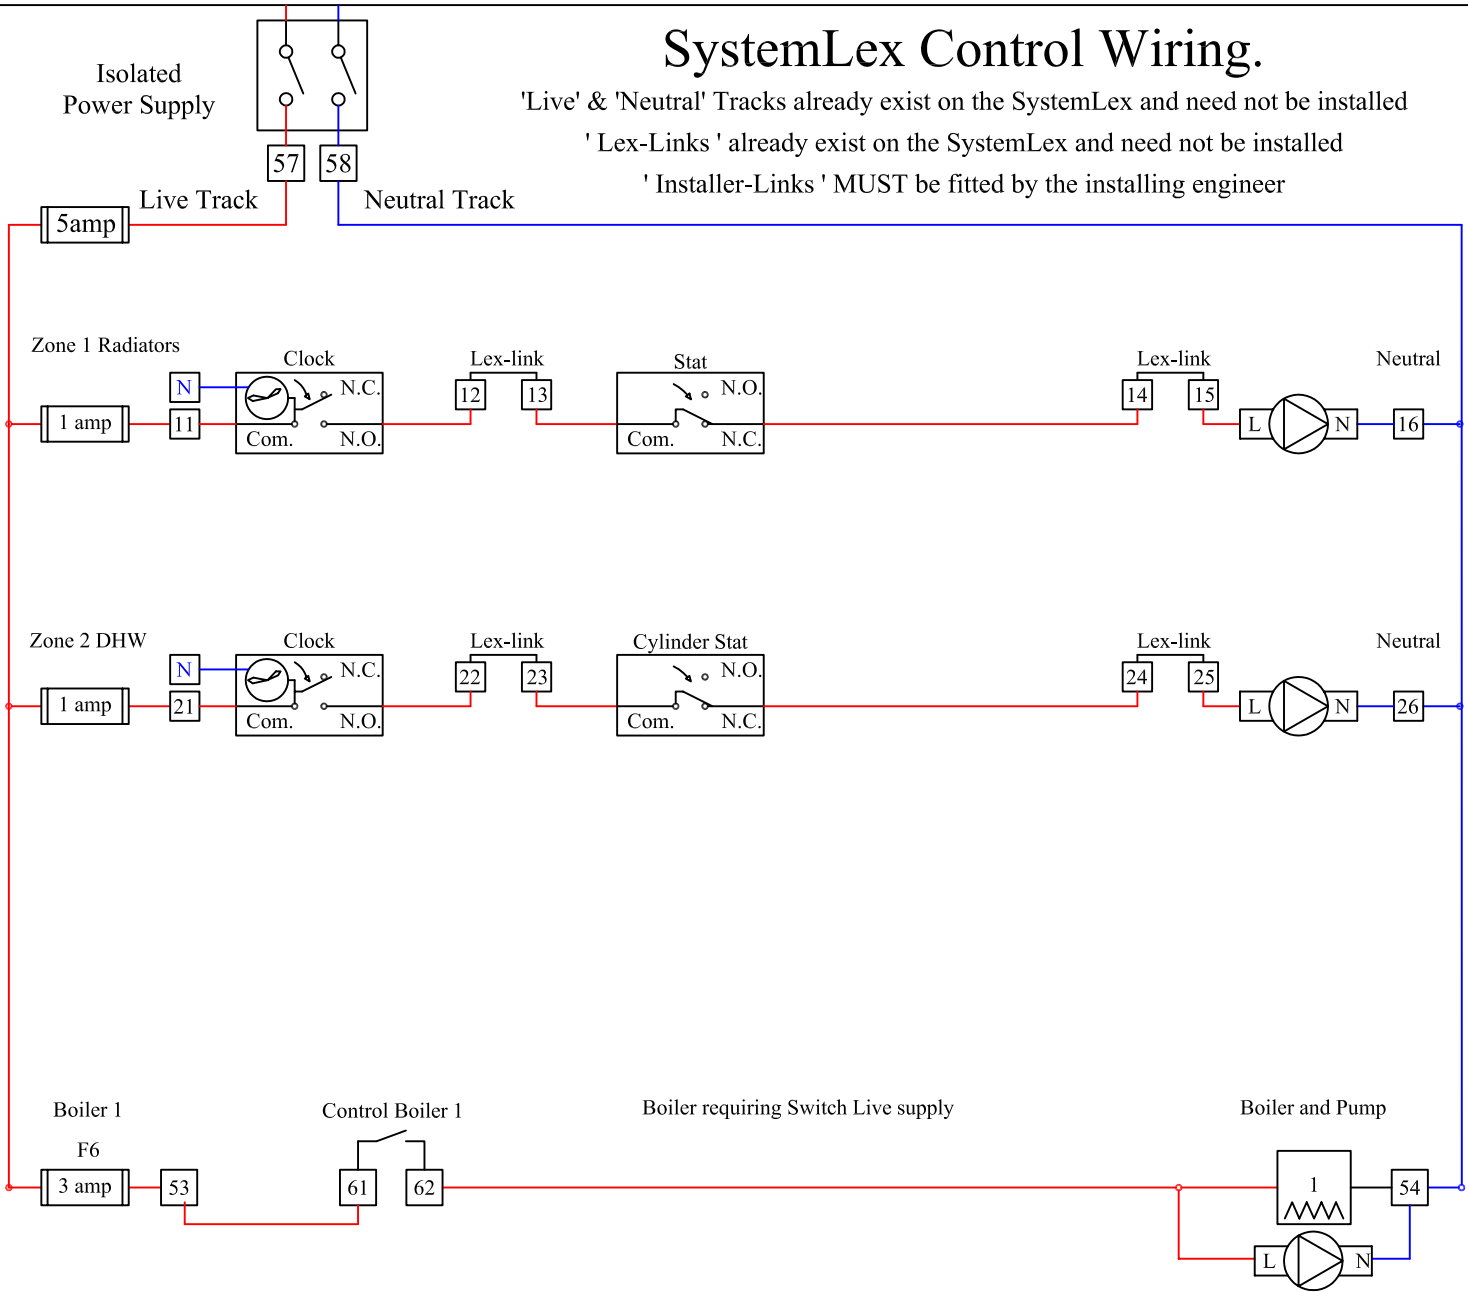 SystemLex Control Wiring.
'Live' & 'Neutral' Tracks already exist on the SystemLex and need not be installed
' Lex-Links ' already exist on the SystemLex and need not be installed
' Installer-Links ' MUST be fitted by the installing engineer
Isolated
Power Supply
57 58
Live Track Neutral Track
5amp
Zone 1 Radiators
Clock Lex-link Stat Lex-link Neutral
N N.C. 12 13 N.O. 14 15
1 amp 11 L N 16
Com. N.O. Com. N.C.
Zone 2 DHW Clock Lex-link Cylinder Stat Lex-link Neutral
N N.C. 22 23 N.O. 24 25
1 amp 21 L N 26
Com. N.O. Com. N.C.
Boiler 1 Control Boiler 1 Boiler requiring Switch Live supply Boiler and Pump
F6
3 amp 53 61 62 1 54
L N